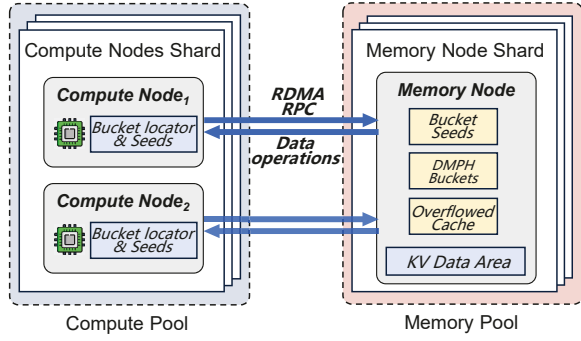 Compute Nodes Shard
Compute Node1
Bucket locator
& Seeds
Compute Node2
Bucket locator
& Seeds
Compute Pool
RDMA
RPC
Data
operations
Memory Node Shard
Memory Node
Bucket
Seeds
DMPH
Buckets
Overflowed
Cache
KV Data Area
Memory Pool